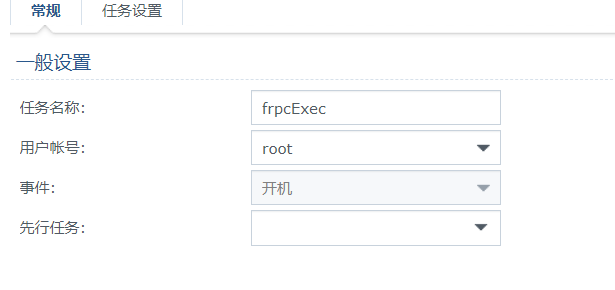 常规 任务设置
一般设置
任务名称: frpcExec
用户帐号: root
事件: 开机
先行任务: